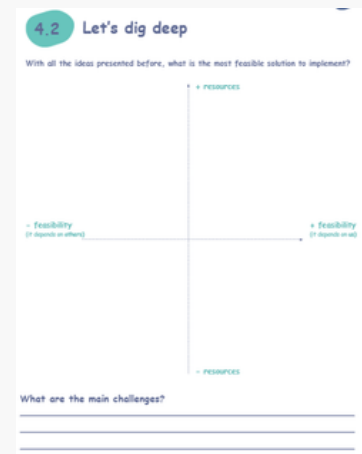 4.2 Let's dig deep
With all the ideas presented before, what is the most feasible solution to implement?
+ resources
- feasibility
(it depends on others)
+ feasibility
(it depends on us)
- resources
What are the main challenges?